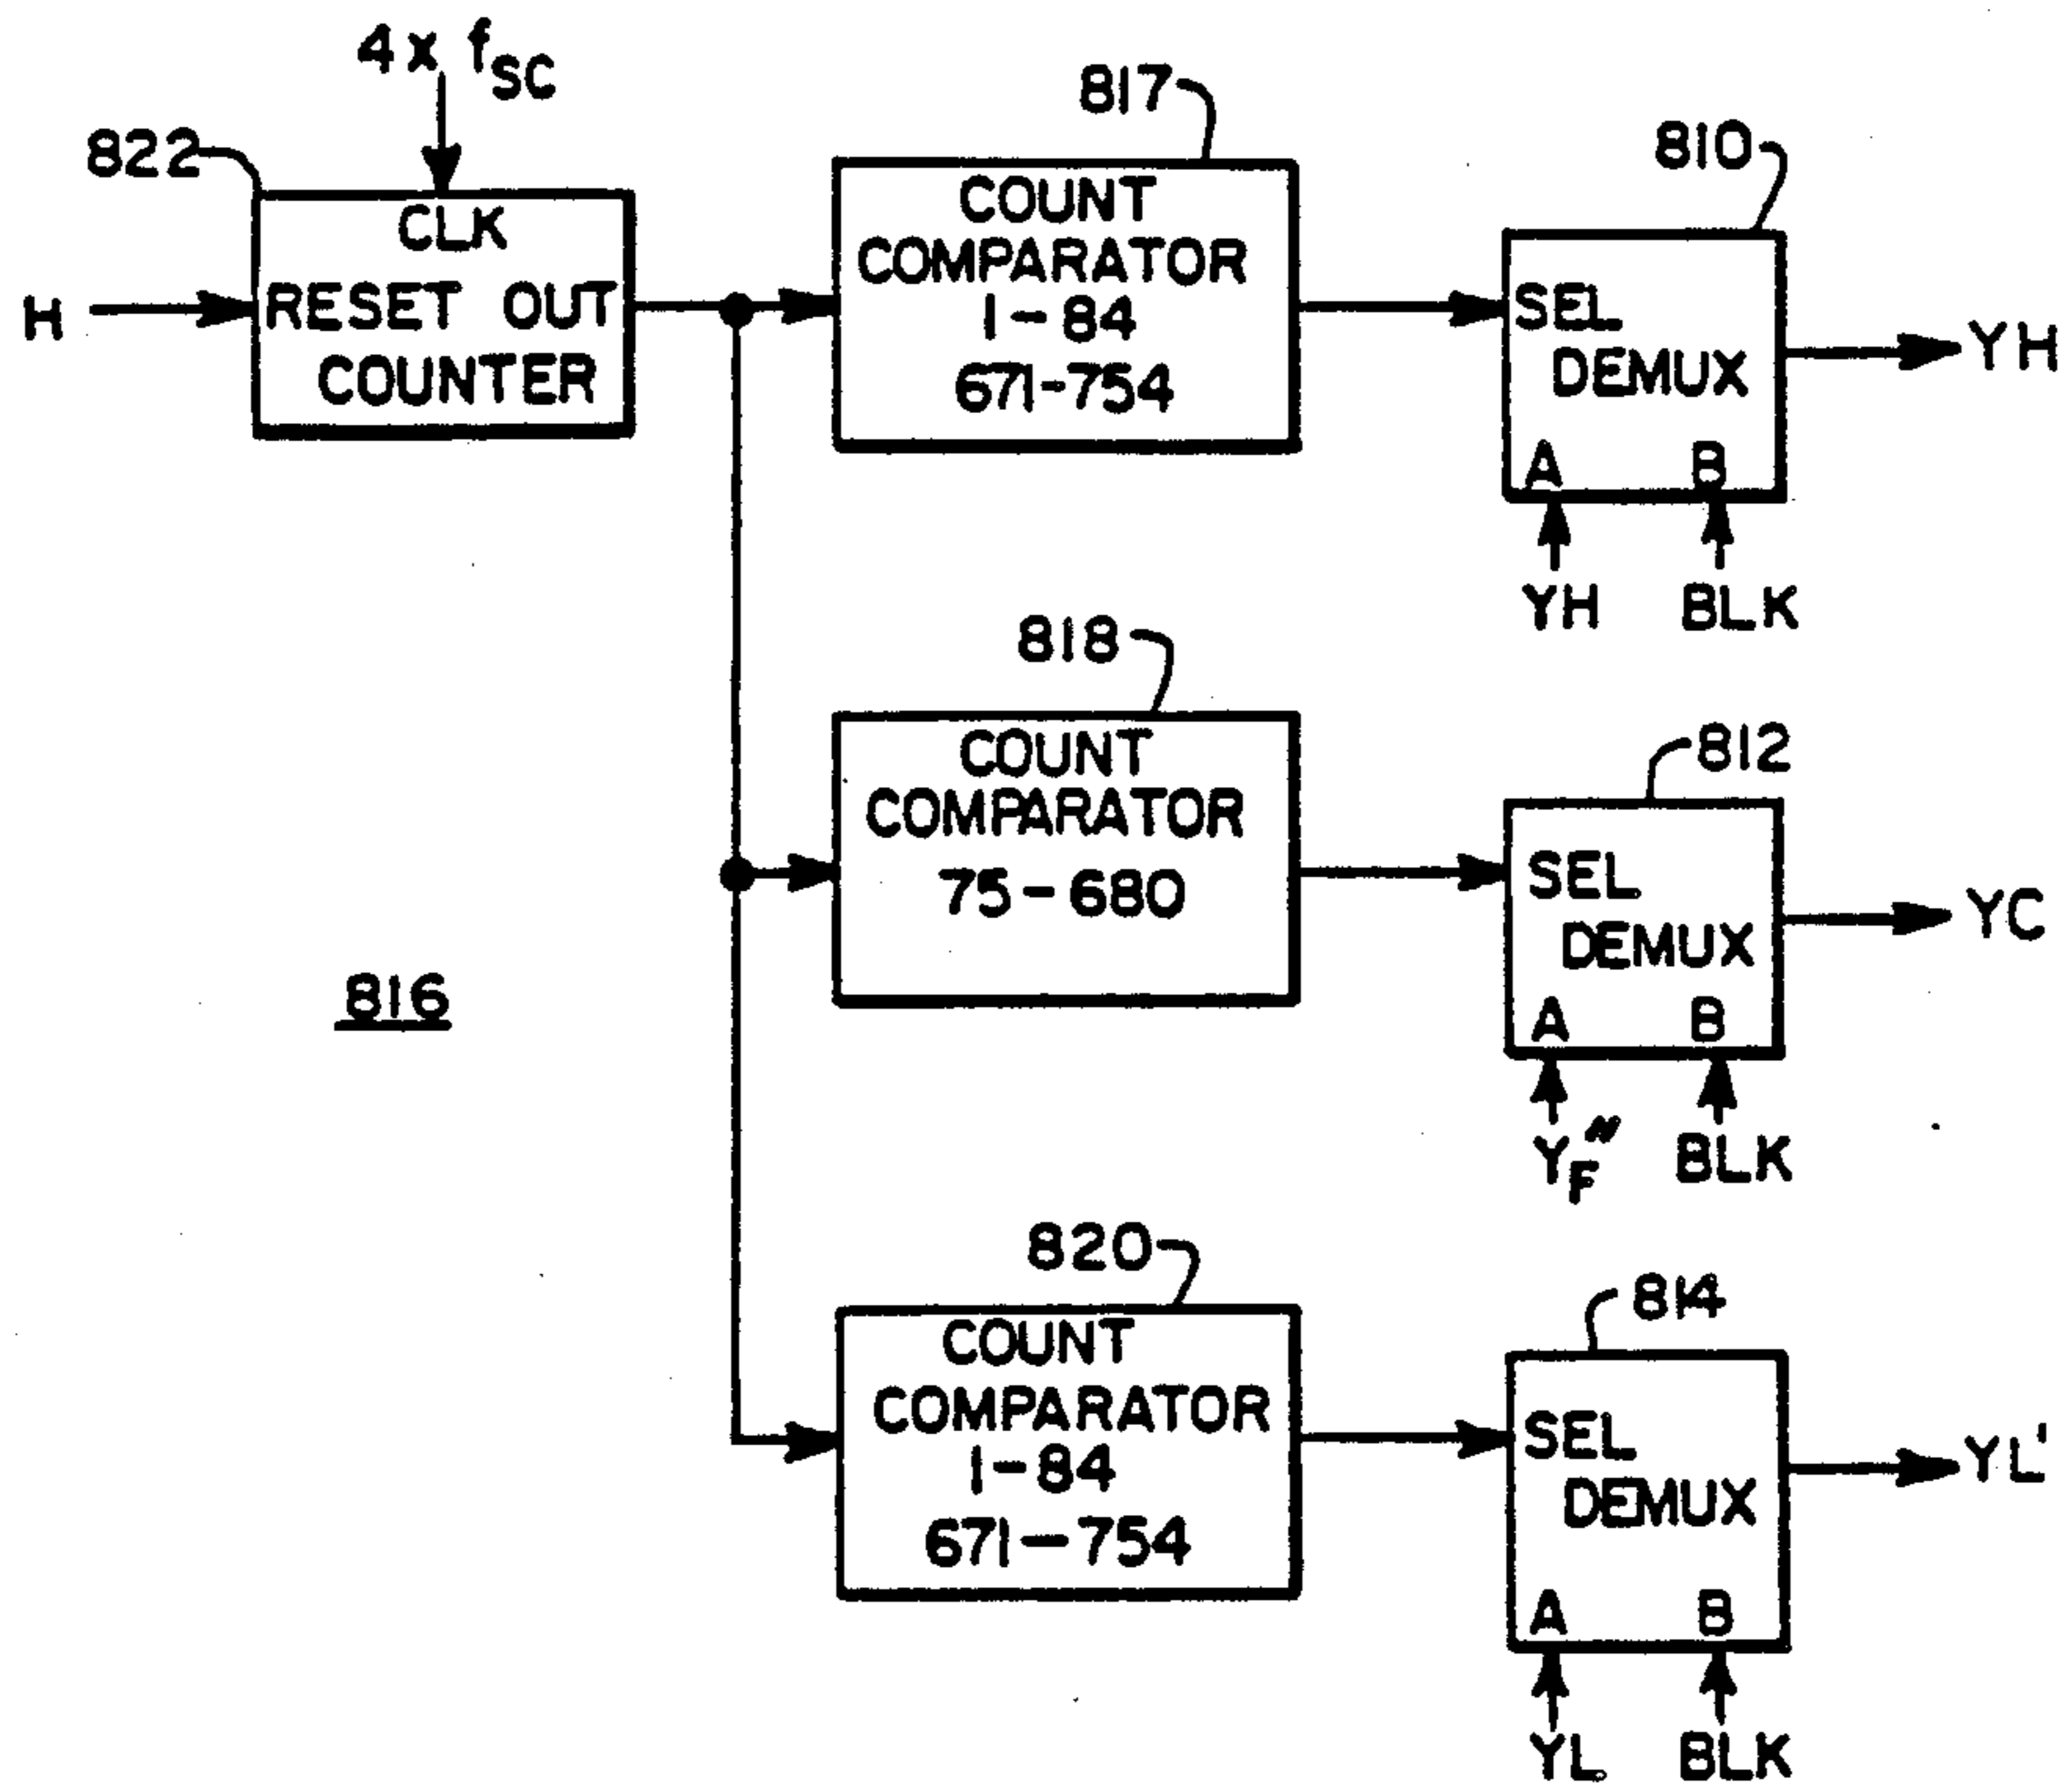 4x fSC
822
CLK
RESET OUT
COUNTER
H
817
COUNT
COMPARATOR
1-84
671-754
810
SEL
DEMUX
A B
YH BLK
YH
818
COUNT
COMPARATOR
75-680
812
SEL
DEMUX
A B
YF" BLK
YC
816
820
COUNT
COMPARATOR
1-84
671-754
814
SEL
DEMUX
A B
YL BLK
YL'